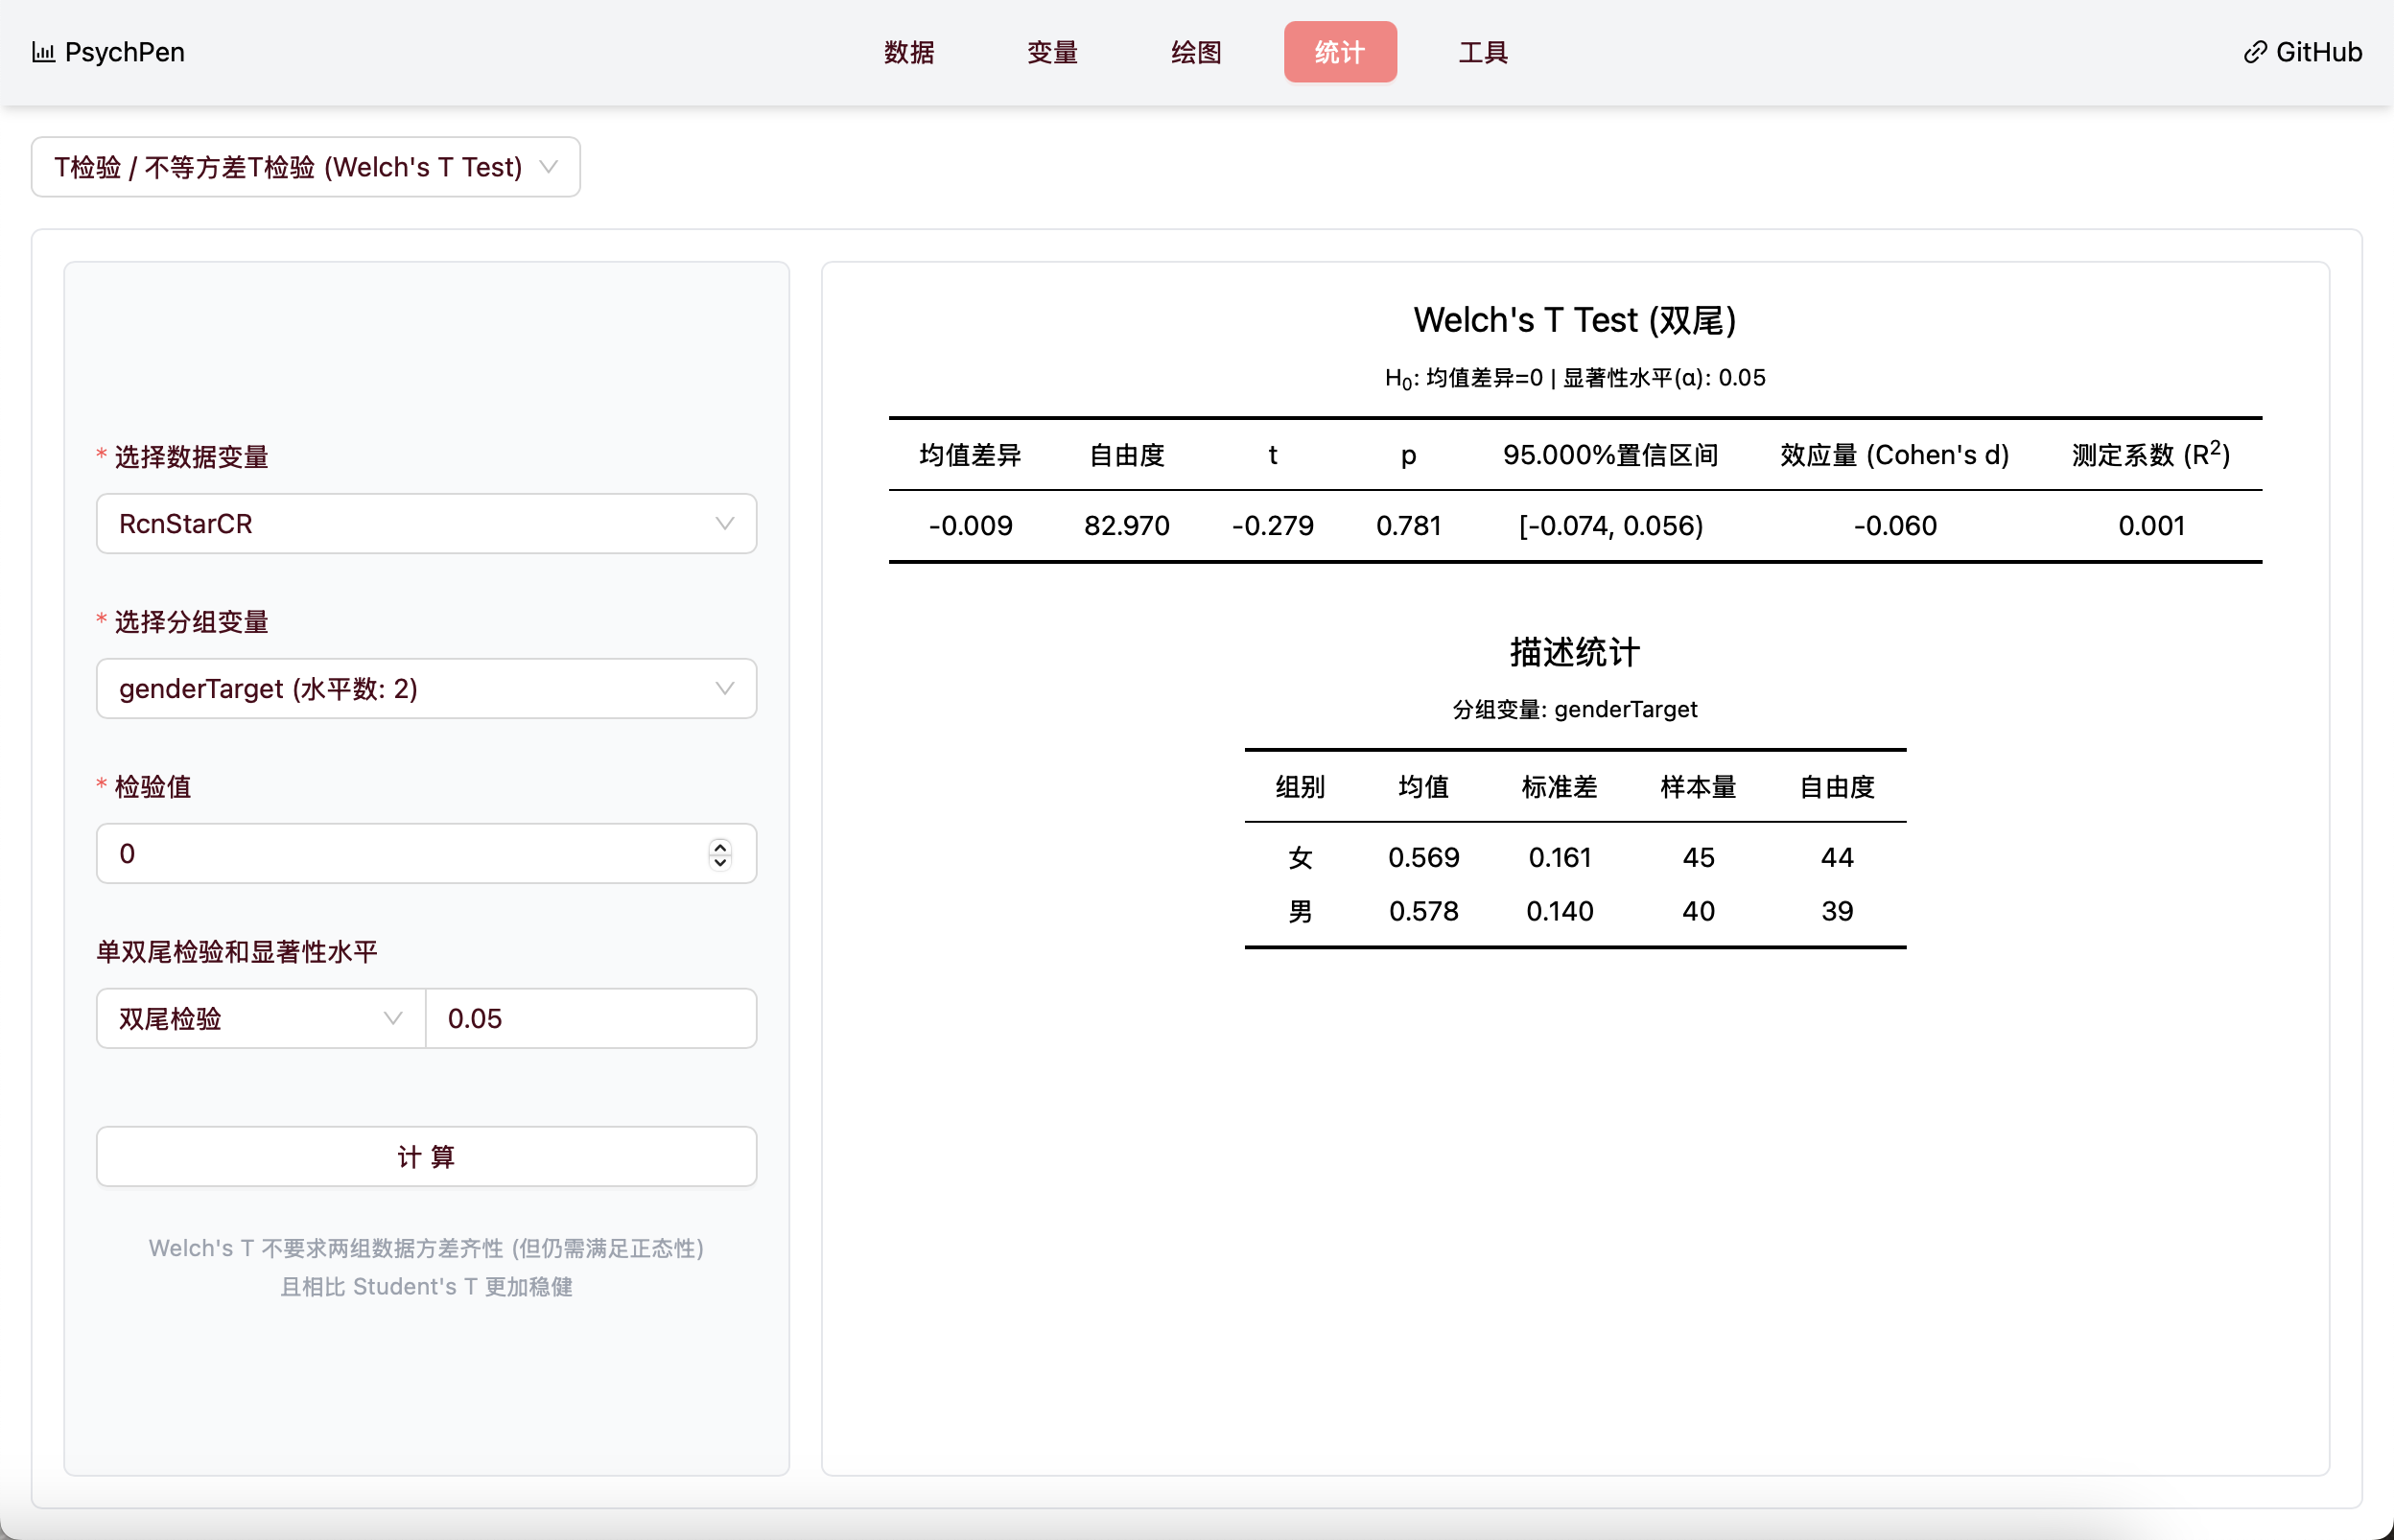 PsychPen 数据 变量 绘图 统计 工具 GitHub
T检验 / 不等方差T检验 (Welch's T Test)
* 选择数据变量
RcnStarCR
* 选择分组变量
genderTarget (水平数: 2)
* 检验值
0
单双尾检验和显著性水平
双尾检验 0.05
计 算
Welch's T 不要求两组数据方差齐性 (但仍需满足正态性)
且相比 Student's T 更加稳健
Welch's T Test (双尾)
H₀: 均值差异=0 | 显著性水平(α): 0.05
均值差异 自由度 t p 95.000%置信区间 效应量 (Cohen's d) 测定系数 (R²)
-0.009 82.970 -0.279 0.781 [-0.074, 0.056) -0.060 0.001
描述统计
分组变量: genderTarget
组别 均值 标准差 样本量 自由度
女 0.569 0.161 45 44
男 0.578 0.140 40 39